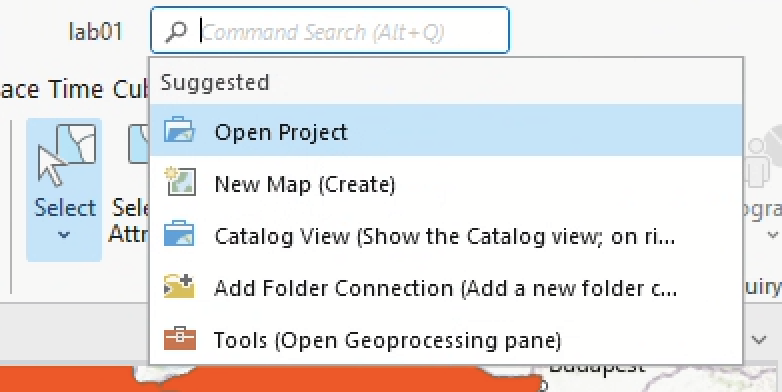 lab01
Command Search (Alt+Q)
Suggested
ace Time Cu
Open Project
New Map (Create)
Select
Sele
Attr
Catalog View (Show the Catalog view; on ri...
Add Folder Connection (Add a new folder c...
Tools (Open Geoprocessing pane)
ogra
uiry
Budapest